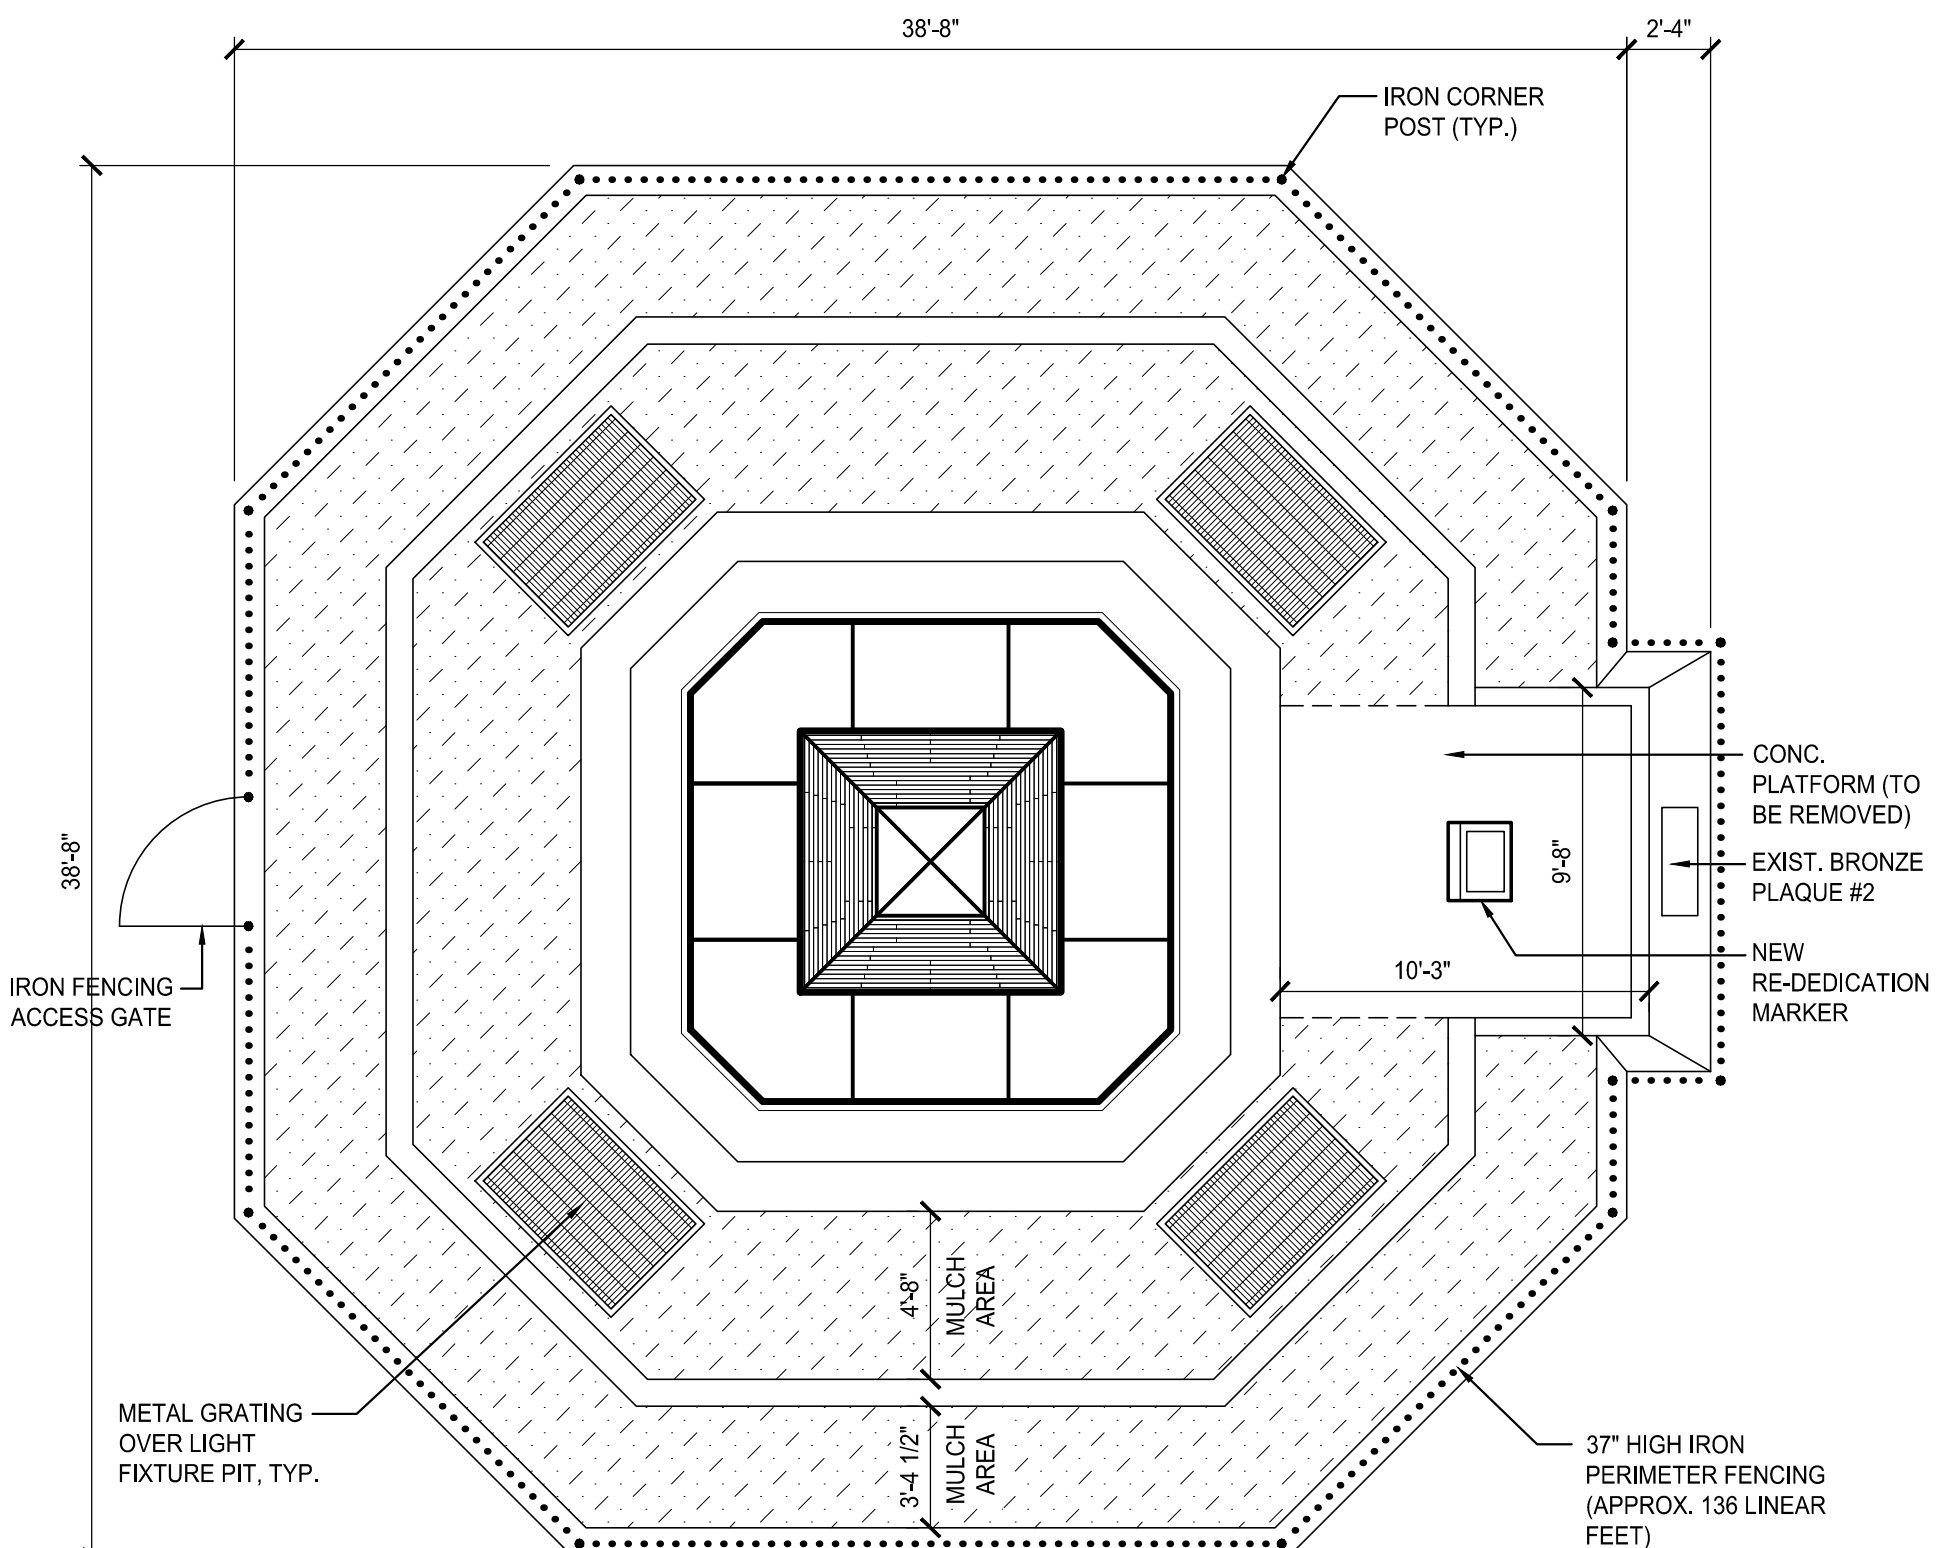 38'-8"
2'-4"
IRON CORNER
POST (TYP.)
38'-8"
CONC.
PLATFORM (TO
BE REMOVED)
9'-8"
EXIST. BRONZE
PLAQUE #2
NEW
RE-DEDICATION
MARKER
10'-3"
IRON FENCING
ACCESS GATE
4'-8"
MULCH
AREA
METAL GRATING
OVER LIGHT
FIXTURE PIT, TYP.
3'-4 1/2"
MULCH
AREA
37" HIGH IRON
PERIMETER FENCING
(APPROX. 136 LINEAR
FEET)